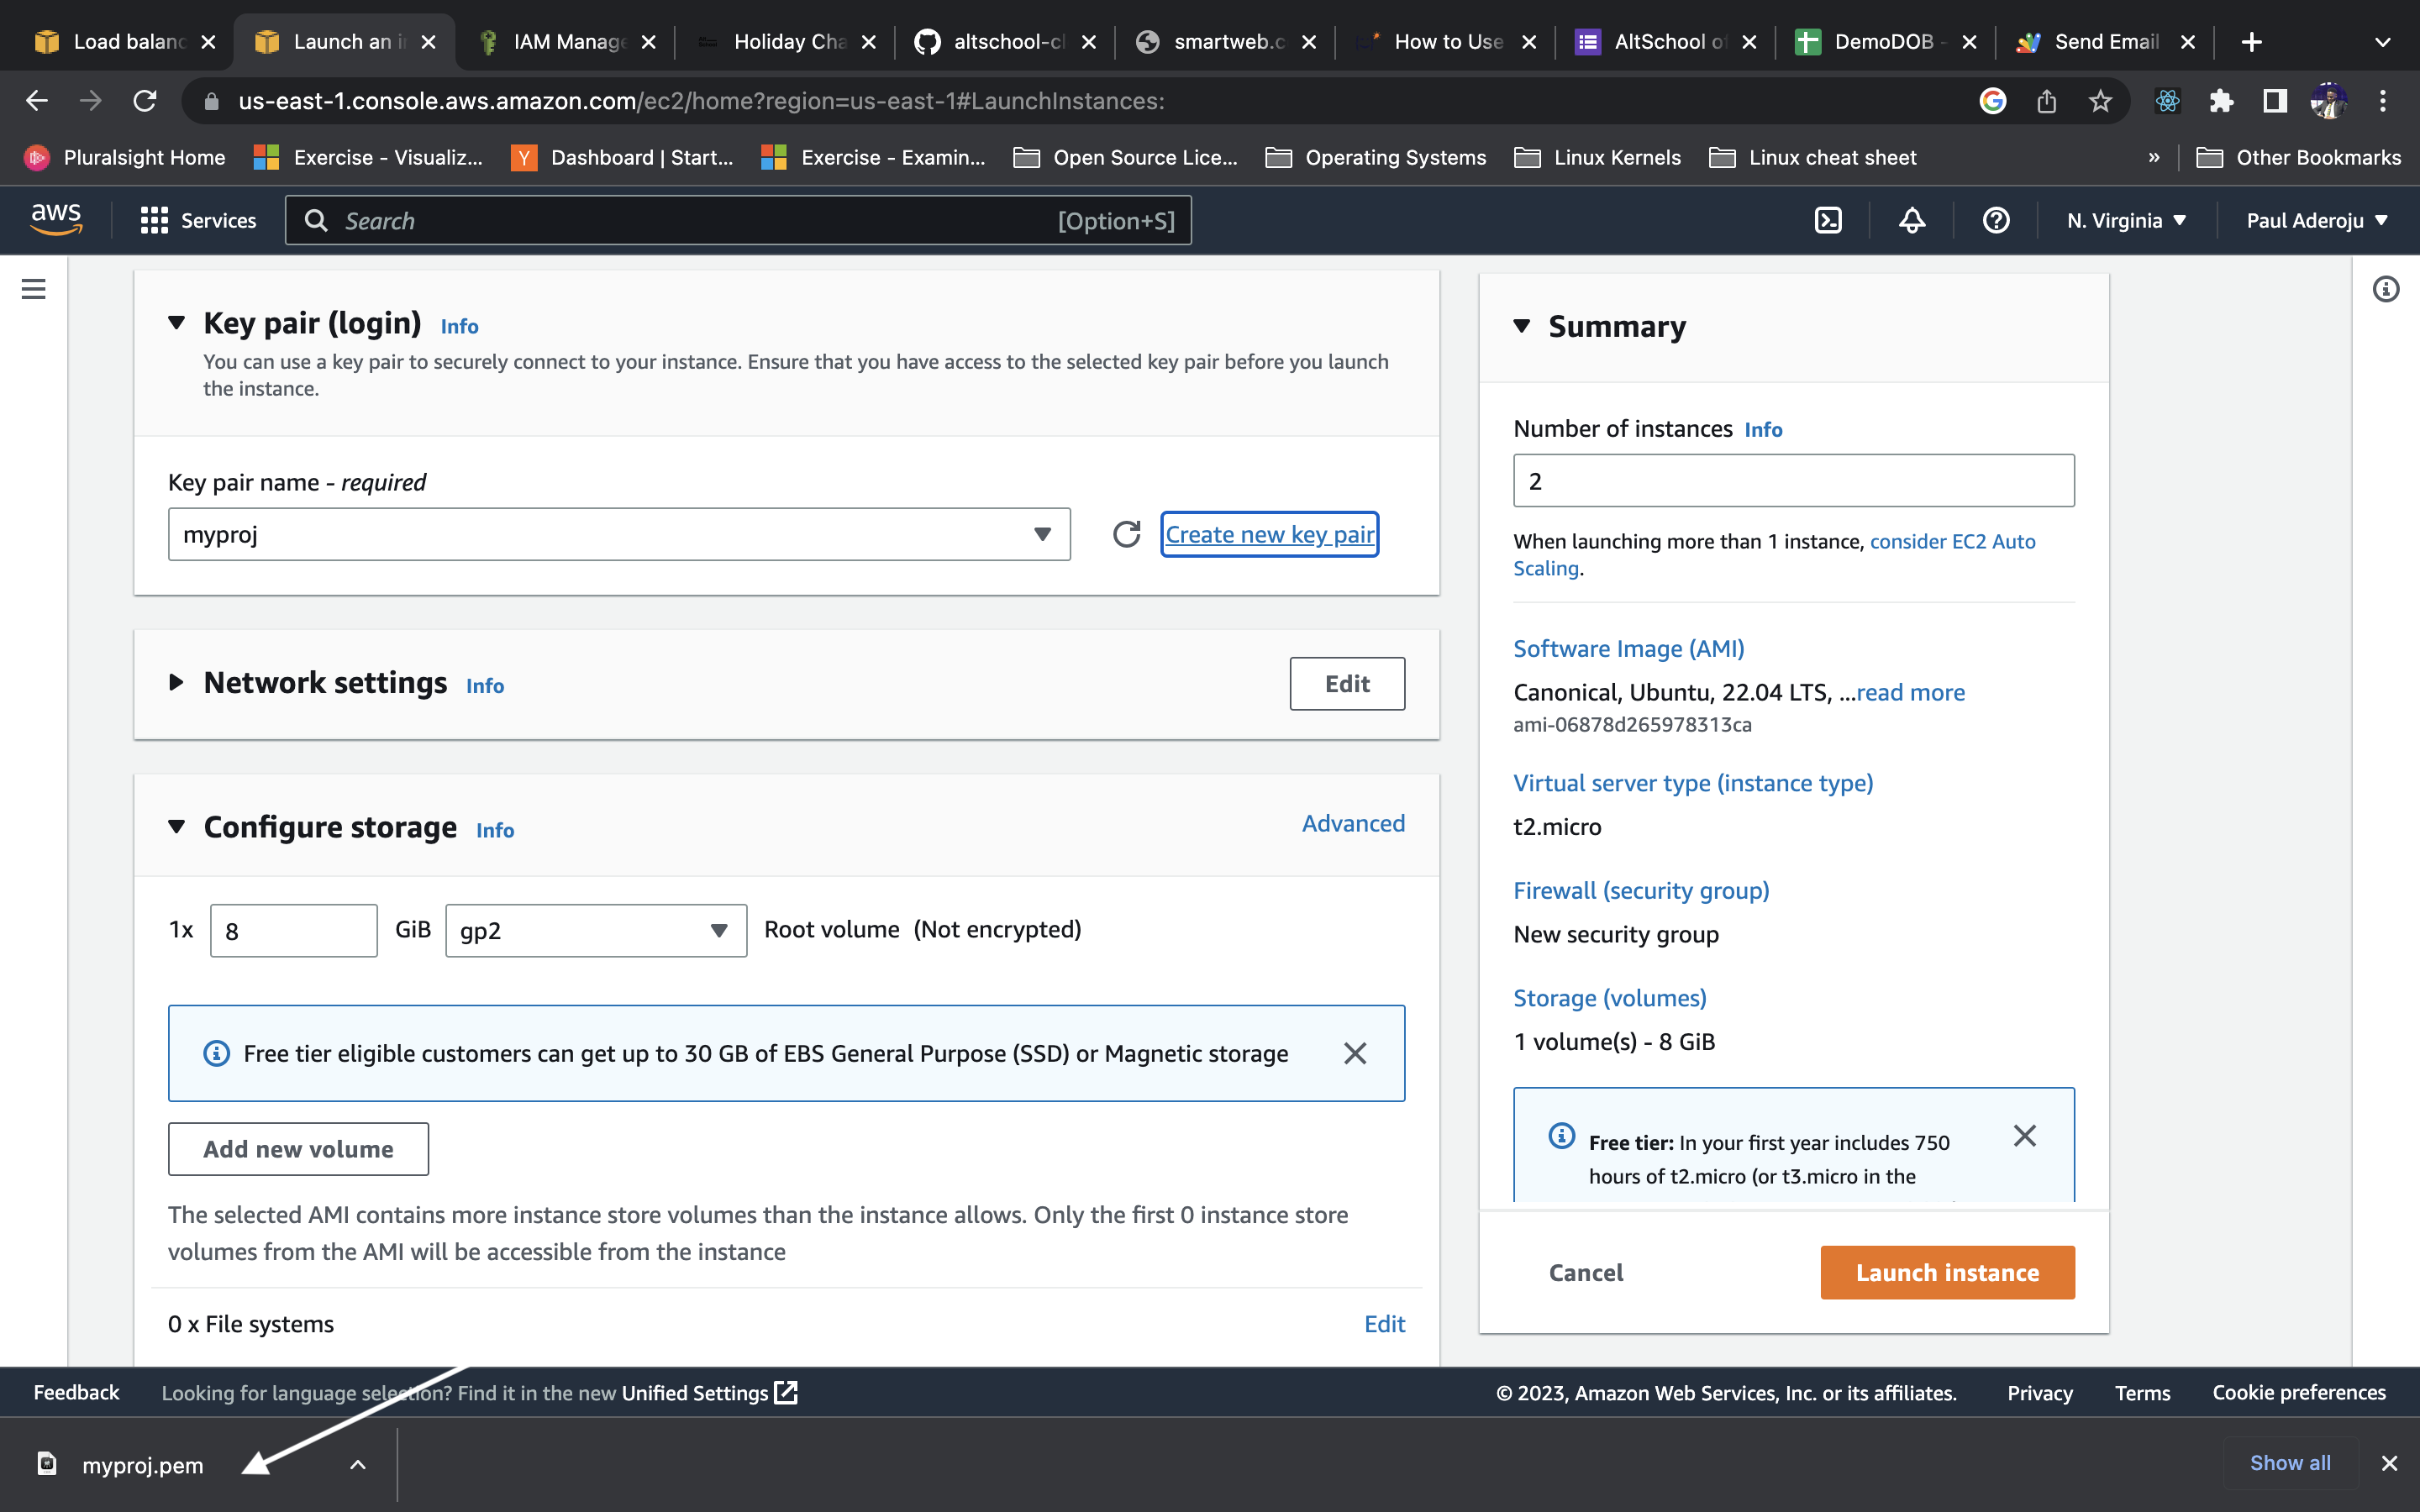 Load balanc
Launch an i
IAM Manage
Holiday Cha
altschool-cl
smartweb.c
How to Use
AltSchool of
DemoDOB -
Send Email
us-east-1.console.aws.amazon.com/ec2/home?region=us-east-1#LaunchInstances:
Pluralsight Home
Exercise - Visualiz...
Dashboard | Start...
Exercise - Examin...
Open Source Lice...
Operating Systems
Linux Kernels
Linux cheat sheet
»
Other Bookmarks
aws
Services
Search
[Option+S]
N. Virginia
Paul Aderoju
Key pair (login) Info
You can use a key pair to securely connect to your instance. Ensure that you have access to the selected key pair before you launch
the instance.
Key pair name - required
myproj
Create new key pair
Network settings Info
Edit
Configure storage Info
Advanced
1x
8
GiB
gp2
Root volume (Not encrypted)
Free tier eligible customers can get up to 30 GB of EBS General Purpose (SSD) or Magnetic storage
Add new volume
The selected AMI contains more instance store volumes than the instance allows. Only the first 0 instance store
volumes from the AMI will be accessible from the instance
0 x File systems
Edit
Summary
Number of instances Info
2
When launching more than 1 instance, consider EC2 Auto
Scaling.
Software Image (AMI)
Canonical, Ubuntu, 22.04 LTS, ...read more
ami-06878d265978313ca
Virtual server type (instance type)
t2.micro
Firewall (security group)
New security group
Storage (volumes)
1 volume(s) - 8 GiB
Free tier: In your first year includes 750
hours of t2.micro (or t3.micro in the
Cancel
Launch instance
Feedback
Looking for language selection? Find it in the new Unified Settings
© 2023, Amazon Web Services, Inc. or its affiliates.
Privacy
Terms
Cookie preferences
myproj.pem
Show all